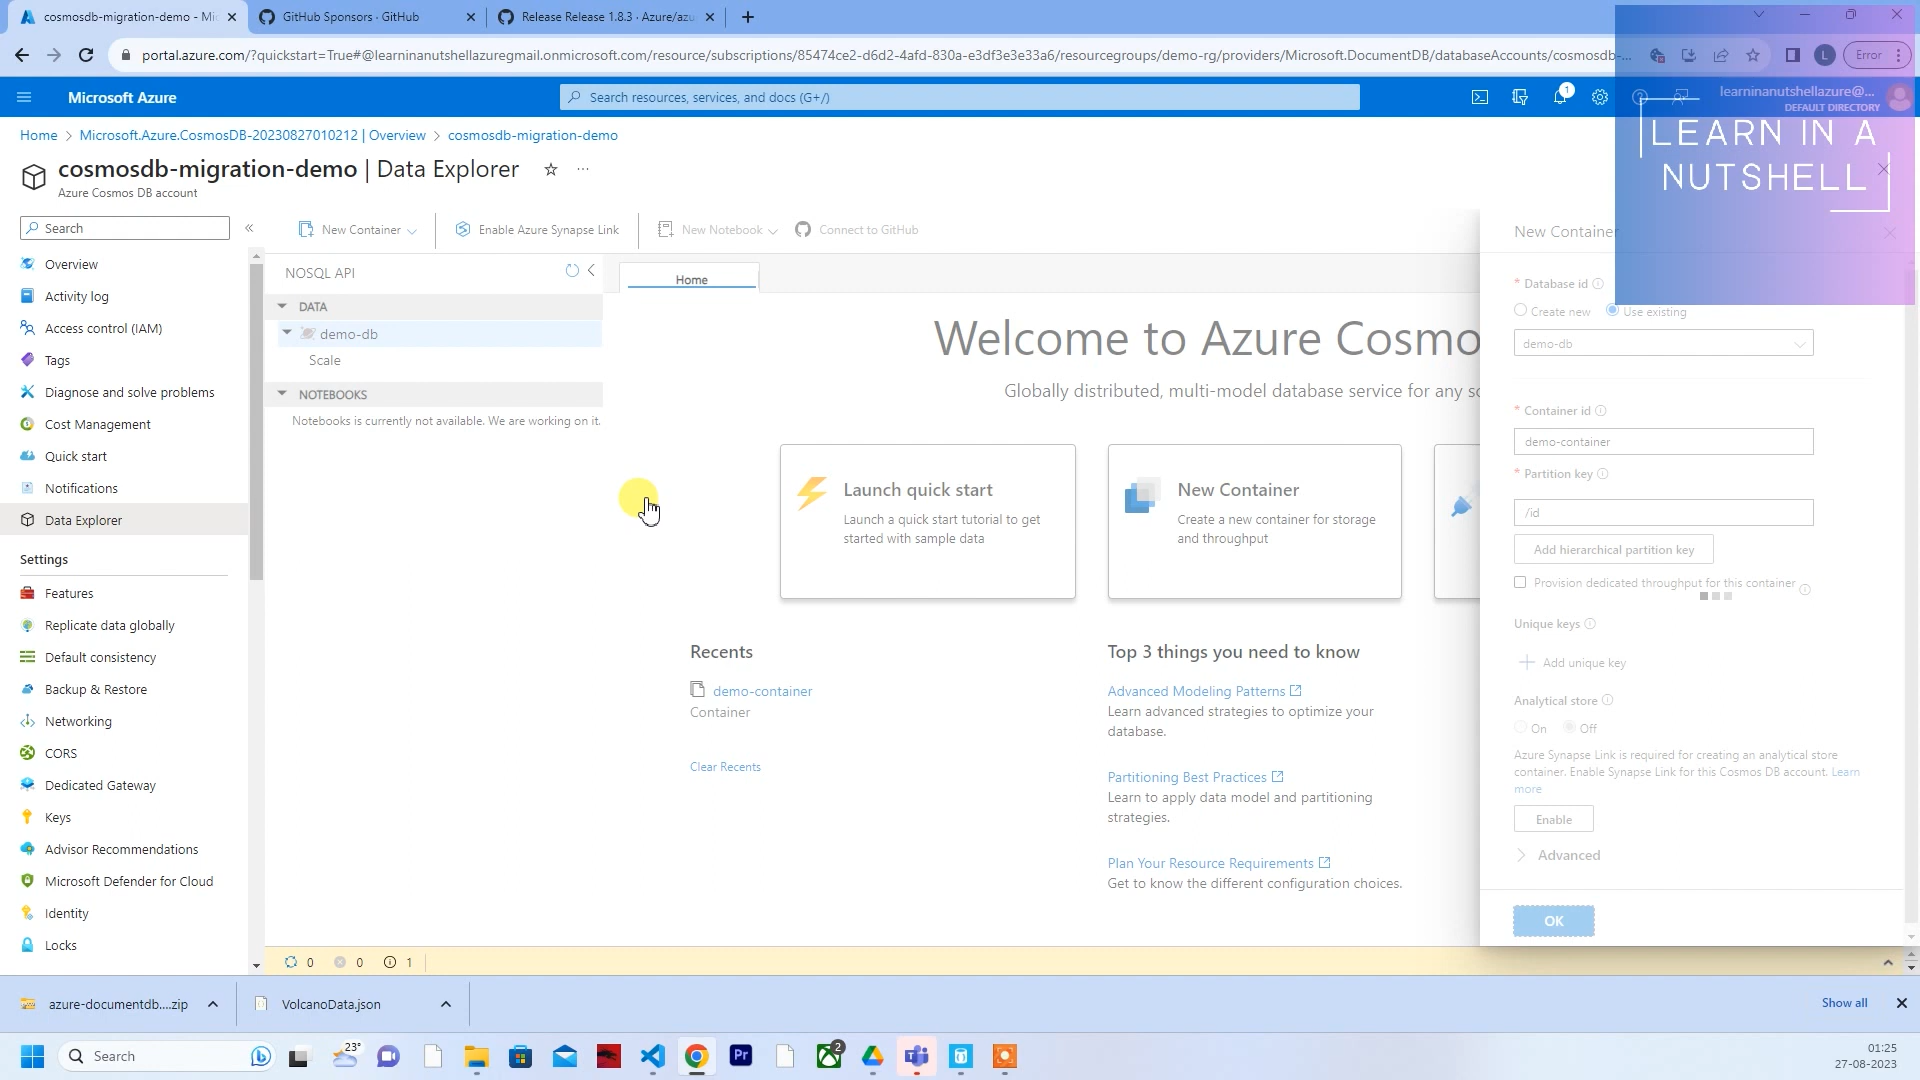 cosmosdb-migration-demo - Mi
GitHub Sponsors · GitHub
Release Release 1.8.3 · Azure/azu
portal.azure.com/?quickstart=True#@learninanutshellazuregmail.onmicrosoft.com/resource/subscriptions/85474ce2-d6d2-4afd-830a-e3df3e3e33a6/resourcegroups/demo-rg/providers/Microsoft.DocumentDB/databaseAccounts/cosmosdb-...
L
Error
Microsoft Azure
Search resources, services, and docs (G+/)
1
learninanutshellazure@...
DEFAULT DIRECTORY
LEARN IN A
NUTSHELL
Home > Microsoft.Azure.CosmosDB-20230827010212 | Overview > cosmosdb-migration-demo
cosmosdb-migration-demo | Data Explorer
Azure Cosmos DB account
Search
Overview
Activity log
Access control (IAM)
Tags
Diagnose and solve problems
Cost Management
Quick start
Notifications
Data Explorer
Settings
Features
Replicate data globally
Default consistency
Backup & Restore
Networking
CORS
Dedicated Gateway
Keys
Advisor Recommendations
Microsoft Defender for Cloud
Identity
Locks
New Container
Enable Azure Synapse Link
New Notebook
Connect to GitHub
NOSQL API
DATA
demo-db
Scale
NOTEBOOKS
Notebooks is currently not available. We are working on it.
Home
Welcome to Azure Cosmo
Globally distributed, multi-model database service for any sc
Launch quick start
Launch a quick start tutorial to get
started with sample data
New Container
Create a new container for storage
and throughput
Recents
demo-container
Container
Clear Recents
Top 3 things you need to know
Advanced Modeling Patterns
Learn advanced strategies to optimize your
database.
Partitioning Best Practices
Learn to apply data model and partitioning
strategies.
Plan Your Resource Requirements
Get to know the different configuration choices.
New Container
* Database id
Create new
Use existing
demo-db
* Container id
demo-container
* Partition key
/id
Add hierarchical partition key
Provision dedicated throughput for this container
Unique keys
Add unique key
Analytical store
On
Off
Azure Synapse Link is required for creating an analytical store
container. Enable Synapse Link for this Cosmos DB account. Learn
more
Enable
Advanced
OK
0
0
1
azure-documentdb....zip
VolcanoData.json
Show all
Search
23°
Pr
2
01:25
27-08-2023